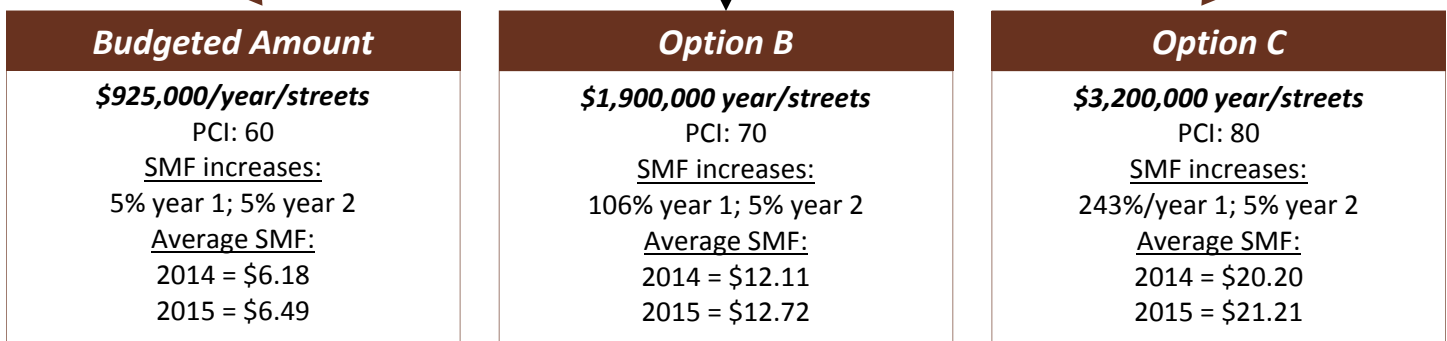 Budgeted Amount
$925,000/year/streets
PCI: 60
SMF increases:
5% year 1; 5% year 2
Average SMF:
2014 = $6.18
2015 = $6.49
Option B
$1,900,000 year/streets
PCI: 70
SMF increases:
106% year 1; 5% year 2
Average SMF:
2014 = $12.11
2015 = $12.72
Option C
$3,200,000 year/streets
PCI: 80
SMF increases:
243%/year 1; 5% year 2
Average SMF:
2014 = $20.20
2015 = $21.21